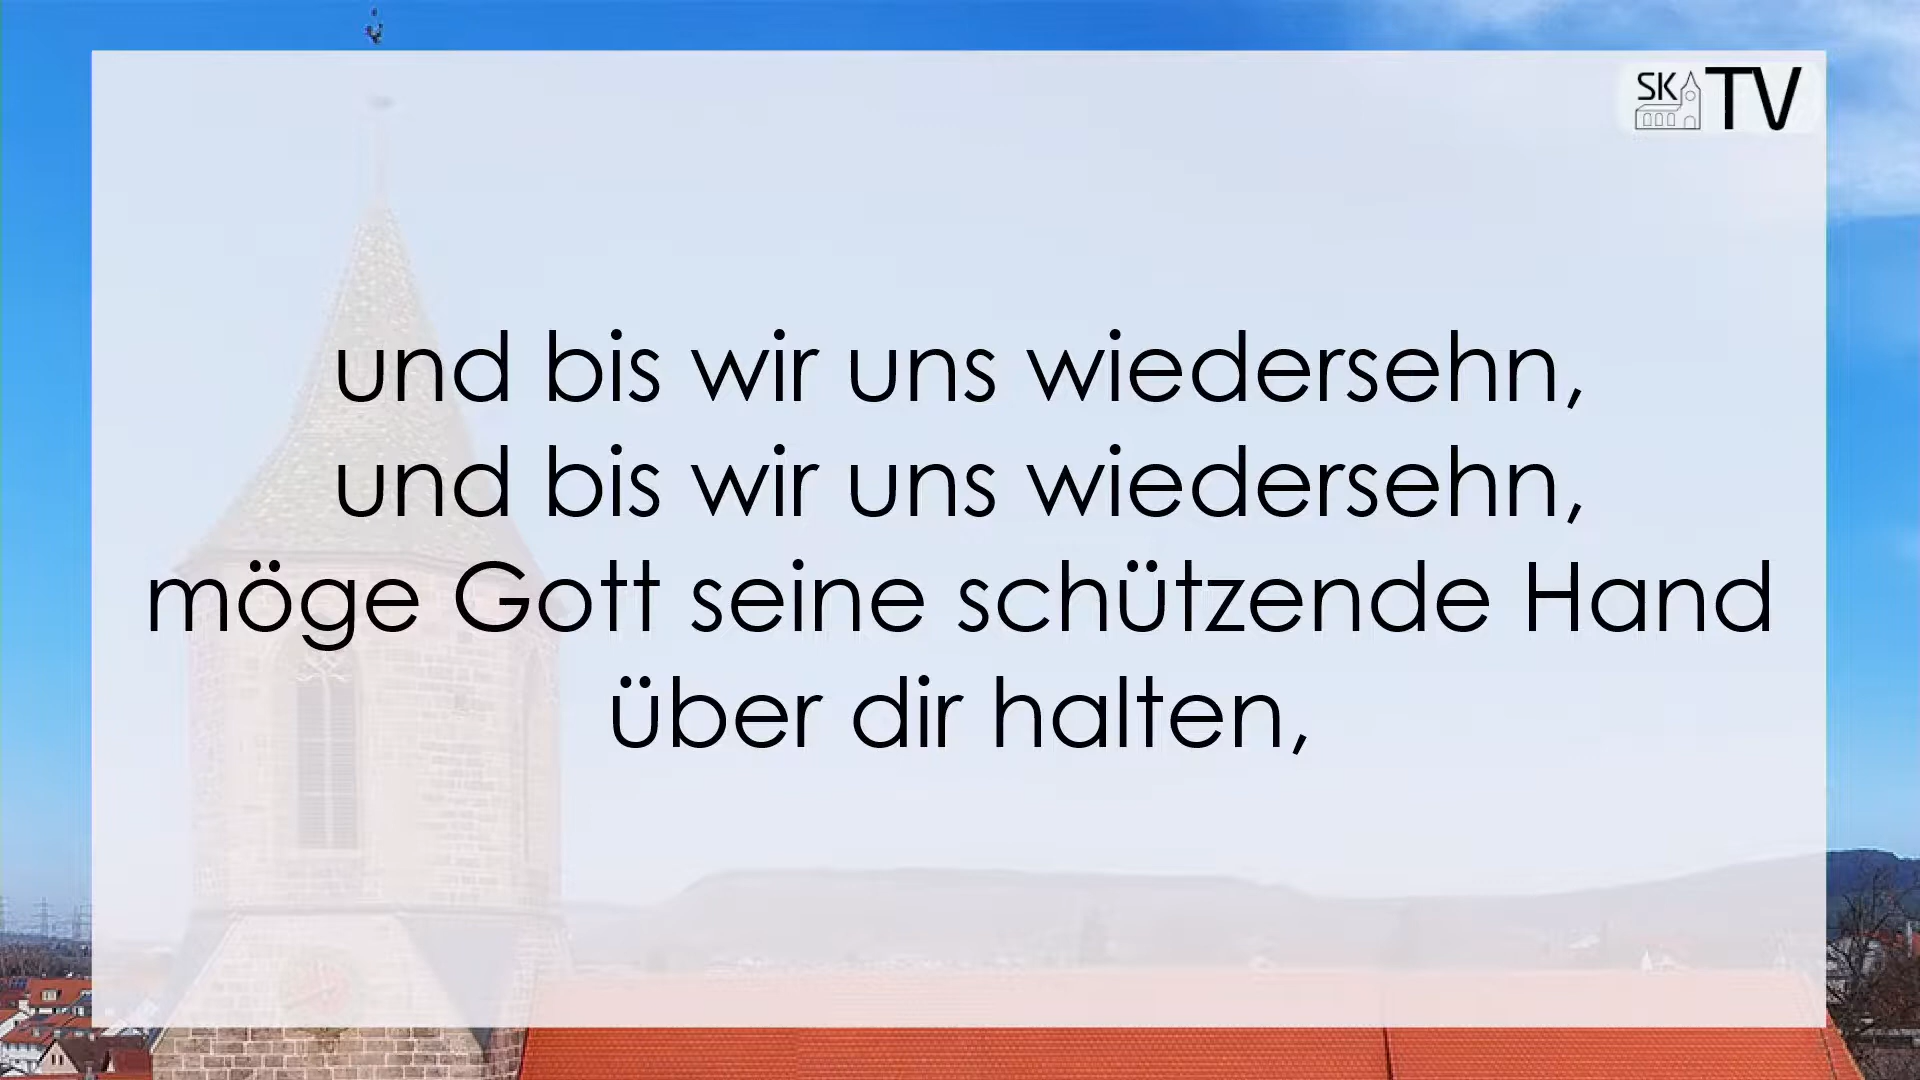 SK TV
und bis wir uns wiedersehn,
und bis wir uns wiedersehn,
möge Gott seine schützende Hand
über dir halten,